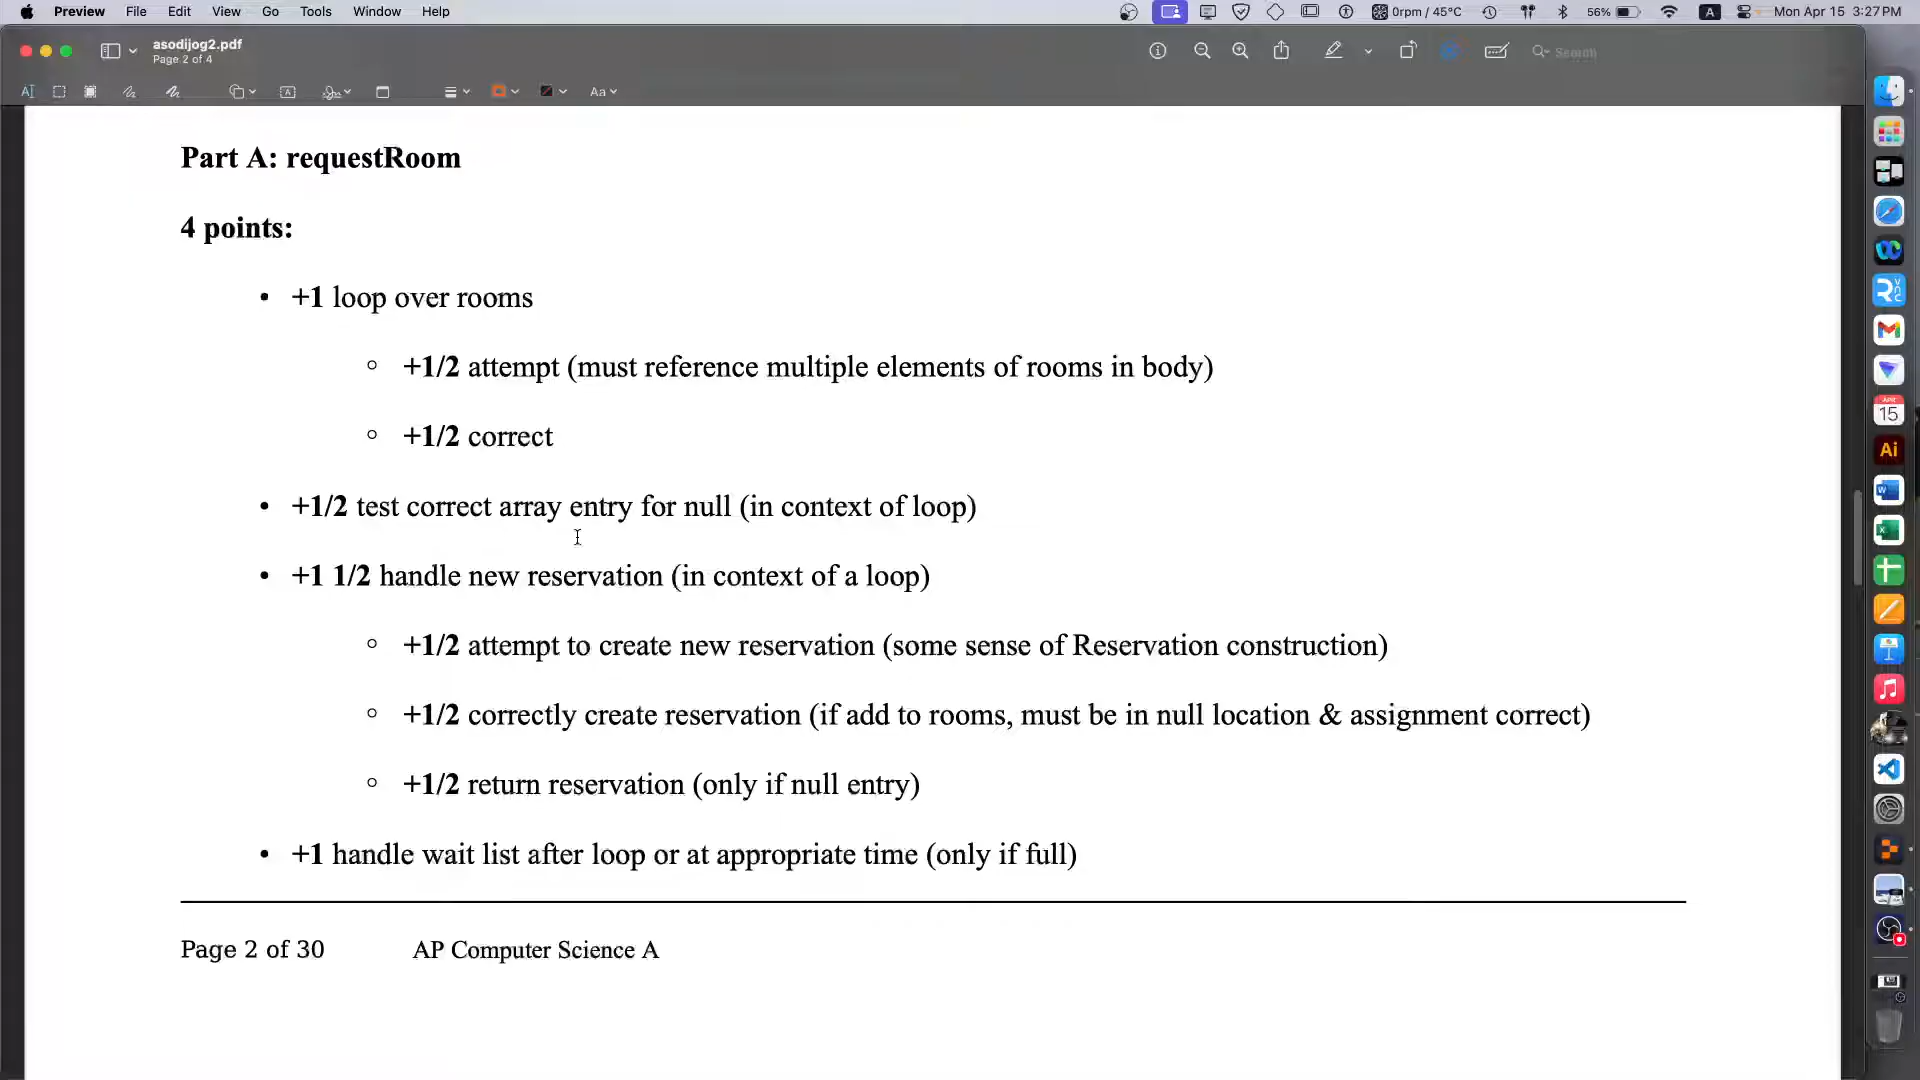 Preview File Edit View Go Tools Window Help
0rpm / 45°C 56% A Mon Apr 15 3:27 PM
asodijog2.pdf
Page 2 of 4
Search
Aa
Part A: requestRoom
4 points:
• +1 loop over rooms
◦ +1/2 attempt (must reference multiple elements of rooms in body)
◦ +1/2 correct
• +1/2 test correct array entry for null (in context of loop)
• +1 1/2 handle new reservation (in context of a loop)
◦ +1/2 attempt to create new reservation (some sense of Reservation construction)
◦ +1/2 correctly create reservation (if add to rooms, must be in null location & assignment correct)
◦ +1/2 return reservation (only if null entry)
• +1 handle wait list after loop or at appropriate time (only if full)
Page 2 of 30 AP Computer Science A
APR
15
Ai